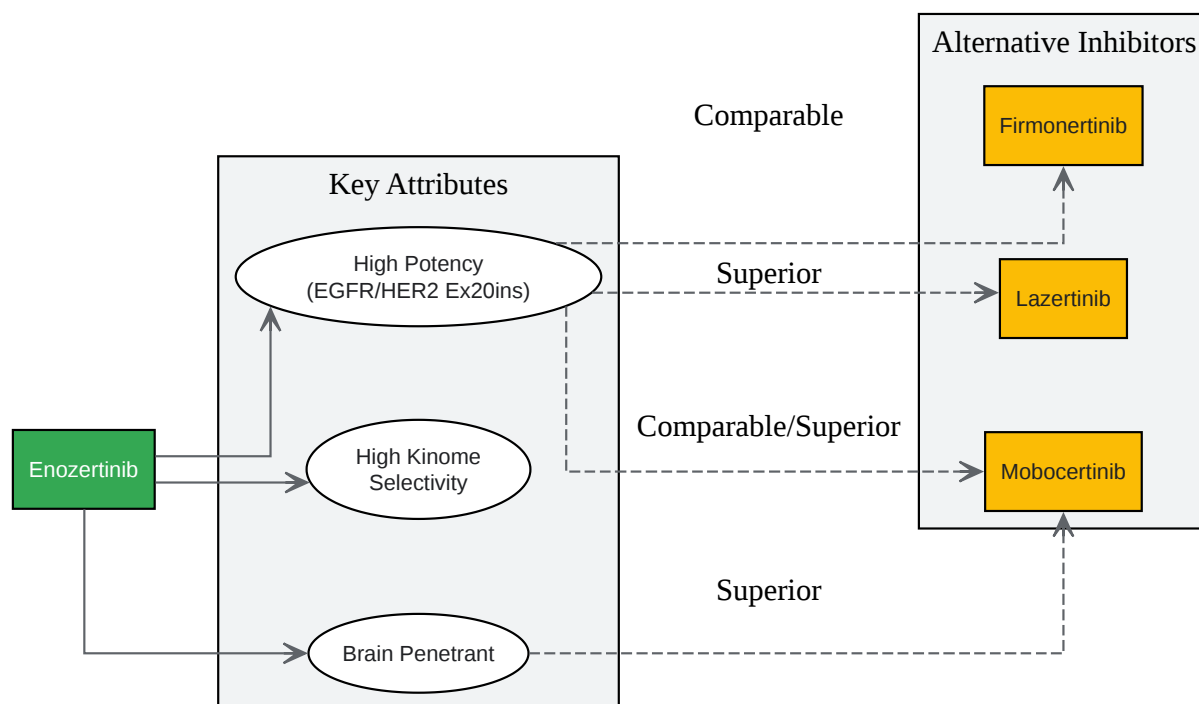 Alternative Inhibitors
Comparable
Firmonertinib
Key Attributes
High Potency
(EGFR/HER2 Ex20ins)
Superior
Lazertinib
Comparable/Superior
Enozertinib
High Kinome
Selectivity
Mobocertinib
Superior
Brain Penetrant